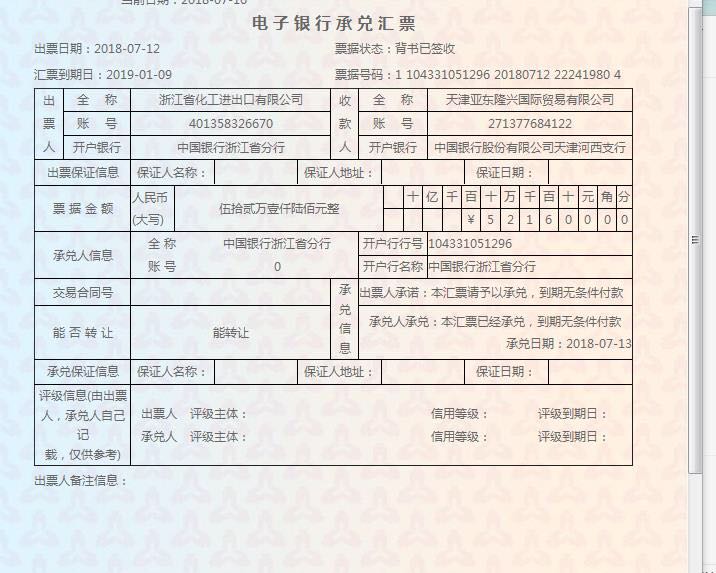 当前日期：2018-07-16
电子银行承兑汇票
出票日期：2018-07-12 票据状态：背书已签收
汇票到期日：2019-01-09 票据号码：1 104331051296 20180712 22241980 4
出票人 全 称 浙江省化工进出口有限公司 收款人 全 称 天津亚东隆兴国际贸易有限公司
账 号 401358326670 账 号 271377684122
开户银行 中国银行浙江省分行 开户银行 中国银行股份有限公司天津河西支行
出票保证信息 保证人名称： 保证人地址： 保证日期：
票据金额 人民币(大写) 伍拾贰万壹仟陆佰元整 十 亿 千 百 十 万 千 百 十 元 角 分
¥ 5 2 1 6 0 0 0 0
承兑人信息 全 称 中国银行浙江省分行 开户行行号 104331051296
账 号 0 开户行名称 中国银行浙江省分行
交易合同号 承兑信息 出票人承诺：本汇票请予以承兑，到期无条件付款
能否转让 能转让 承兑人承兑：本汇票已经承兑，到期无条件付款
承兑日期：2018-07-13
承兑保证信息 保证人名称： 保证人地址： 保证日期：
评级信息(由出票
人，承兑人自己
记
载，仅供参考)
出票人 评级主体： 信用等级： 评级到期日：
承兑人 评级主体： 信用等级： 评级到期日：
出票人备注信息：